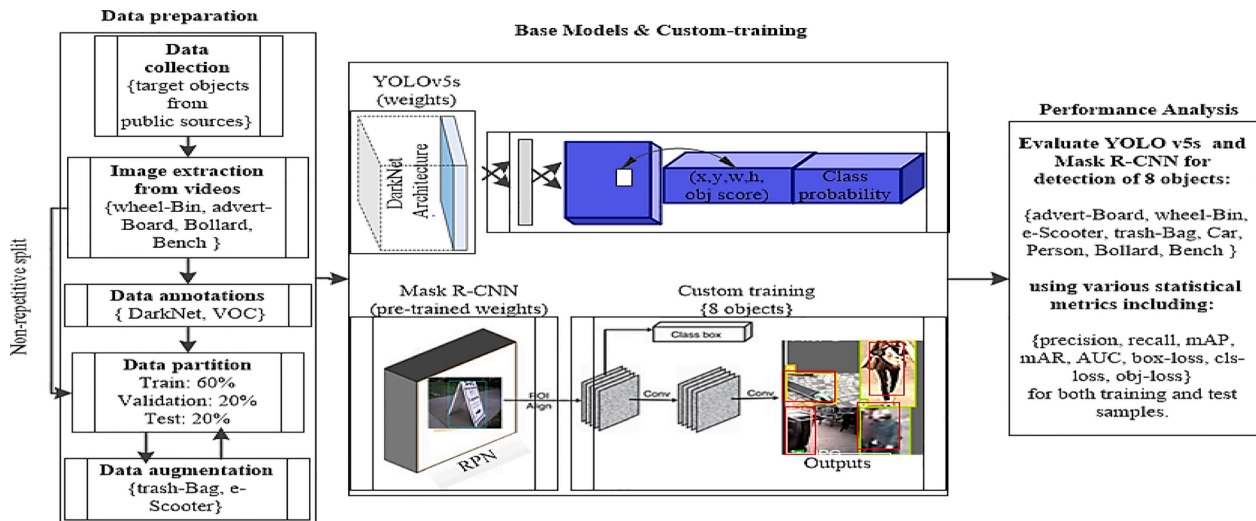 Data preparation
Data
collection
{target objects
from
public sources}
Image extraction
from videos
{wheel-Bin, advert-
Board, Bollard,
Bench }
Data annotations
{ DarkNet, VOC}
Data partition
Train: 60%
Validation: 20%
Test: 20%
Data augmentation
{trash-Bag, e-
Scooter}
Non-repetitive split
Base Models & Custom-training
YOLOv5s
(weights)
DarkNet
Architecture
(x,y,w,h,
obj score)
Class
probability
Mask R-CNN
(pre-trained weights)
RPN
ROI
Align
Custom training
{8 objects}
Class box
Conv
Conv
Outputs
Performance Analysis
Evaluate YOLO v5s and
Mask R-CNN for
detection of 8 objects:
{advert-Board, wheel-Bin,
e-Scooter, trash-Bag, Car,
Person, Bollard, Bench }
using various statistical
metrics including:
{precision, recall, mAP,
mAR, AUC, box-loss, cls-
loss, obj-loss}
for both training and test
samples.